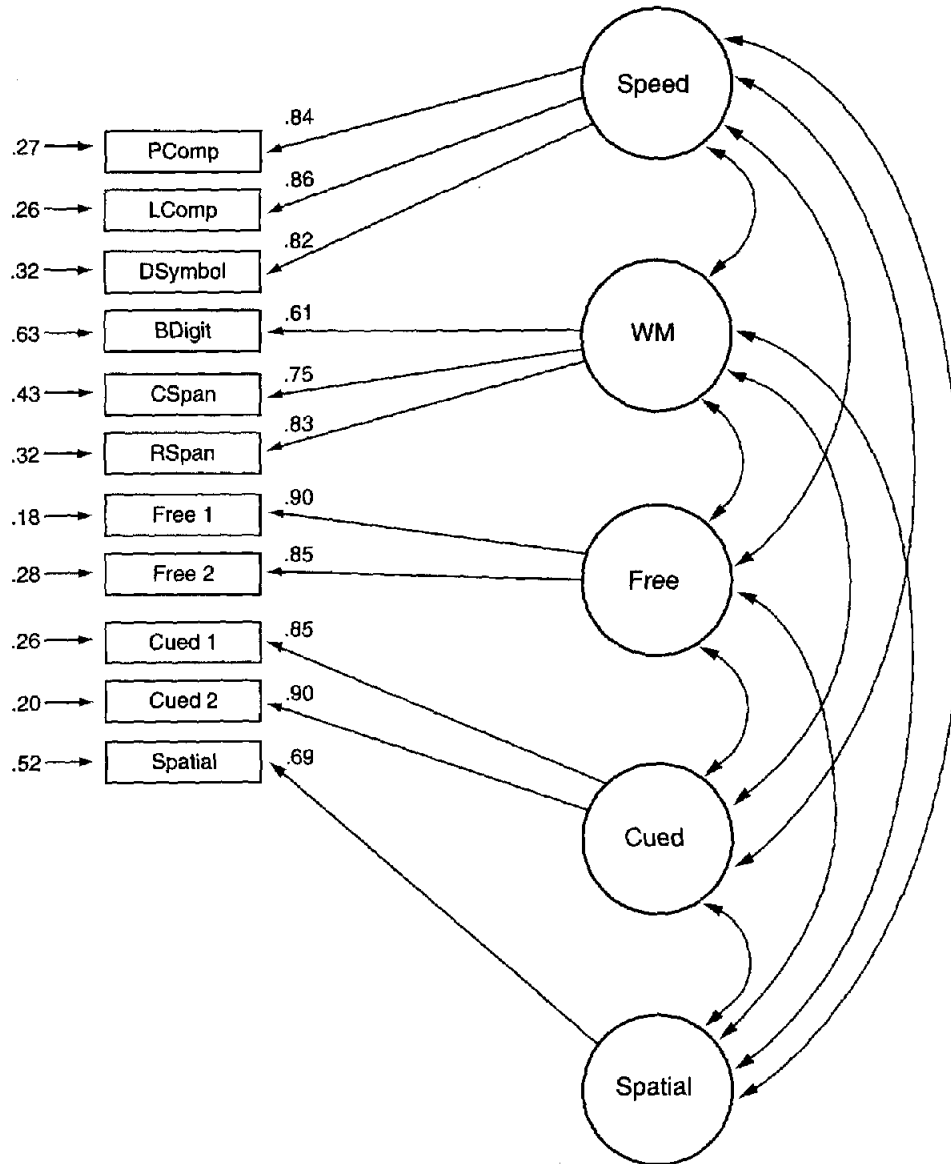 Speed
.84
.27 PComp
.86
.26 LComp
.82
.32 DSymbol
.61
.63 BDigit
WM
.75
.43 CSpan
.83
.32 RSpan
.90
.18 Free 1
.85
.28 Free 2
Free
.85
.26 Cued 1
.90
.20 Cued 2
.52 Spatial .69
Cued
Spatial